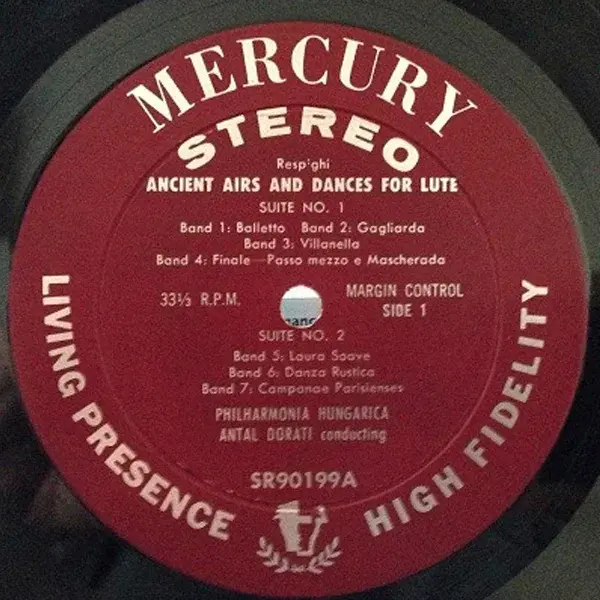 MERCURY
STEREO
Resp:ghi
ANCIENT AIRS AND DANCES FOR LUTE
SUITE NO. 1
Band 1: Balletto Band 2: Gagliarda
Band 3: Villanella
Band 4: Finale—Passo mezzo e Mascherada
33⅓ R.P.M.
MARGIN CONTROL
SIDE 1
SUITE NO. 2
Band 5: Laura Soave
Band 6: Danza Rustica
Band 7: Campanae Parisienses
PHILHARMONIA HUNGARICA
ANTAL DORATI conducting
SR90199A
LIVING PRESENCE
HIGH FIDELITY